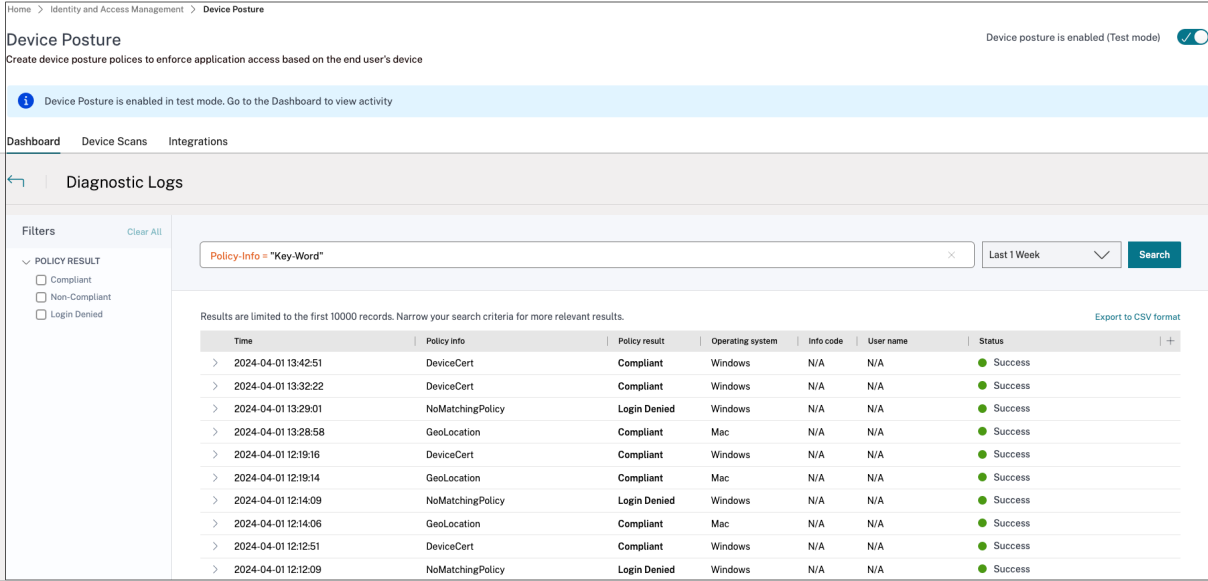 Home > Identity and Access Management > Device Posture
Device Posture
Device posture is enabled (Test mode)
Create device posture polices to enforce application access based on the end user's device
Device Posture is enabled in test mode. Go to the Dashboard to view activity
Dashboard Device Scans Integrations
Diagnostic Logs
Filters Clear All
POLICY RESULT
Compliant
Non-Compliant
Login Denied
Policy-Info = "Key-Word" Last 1 Week Search
Results are limited to the first 10000 records. Narrow your search criteria for more relevant results. Export to CSV format
Time Policy info Policy result Operating system Info code User name Status
2024-04-01 13:42:51 DeviceCert Compliant Windows N/A N/A Success
2024-04-01 13:32:22 DeviceCert Compliant Windows N/A N/A Success
2024-04-01 13:29:01 NoMatchingPolicy Login Denied Windows N/A N/A Success
2024-04-01 13:28:58 GeoLocation Compliant Mac N/A N/A Success
2024-04-01 12:19:16 DeviceCert Compliant Windows N/A N/A Success
2024-04-01 12:19:14 GeoLocation Compliant Mac N/A N/A Success
2024-04-01 12:14:09 NoMatchingPolicy Login Denied Windows N/A N/A Success
2024-04-01 12:14:06 GeoLocation Compliant Mac N/A N/A Success
2024-04-01 12:12:51 DeviceCert Compliant Windows N/A N/A Success
2024-04-01 12:12:09 NoMatchingPolicy Login Denied Windows N/A N/A Success